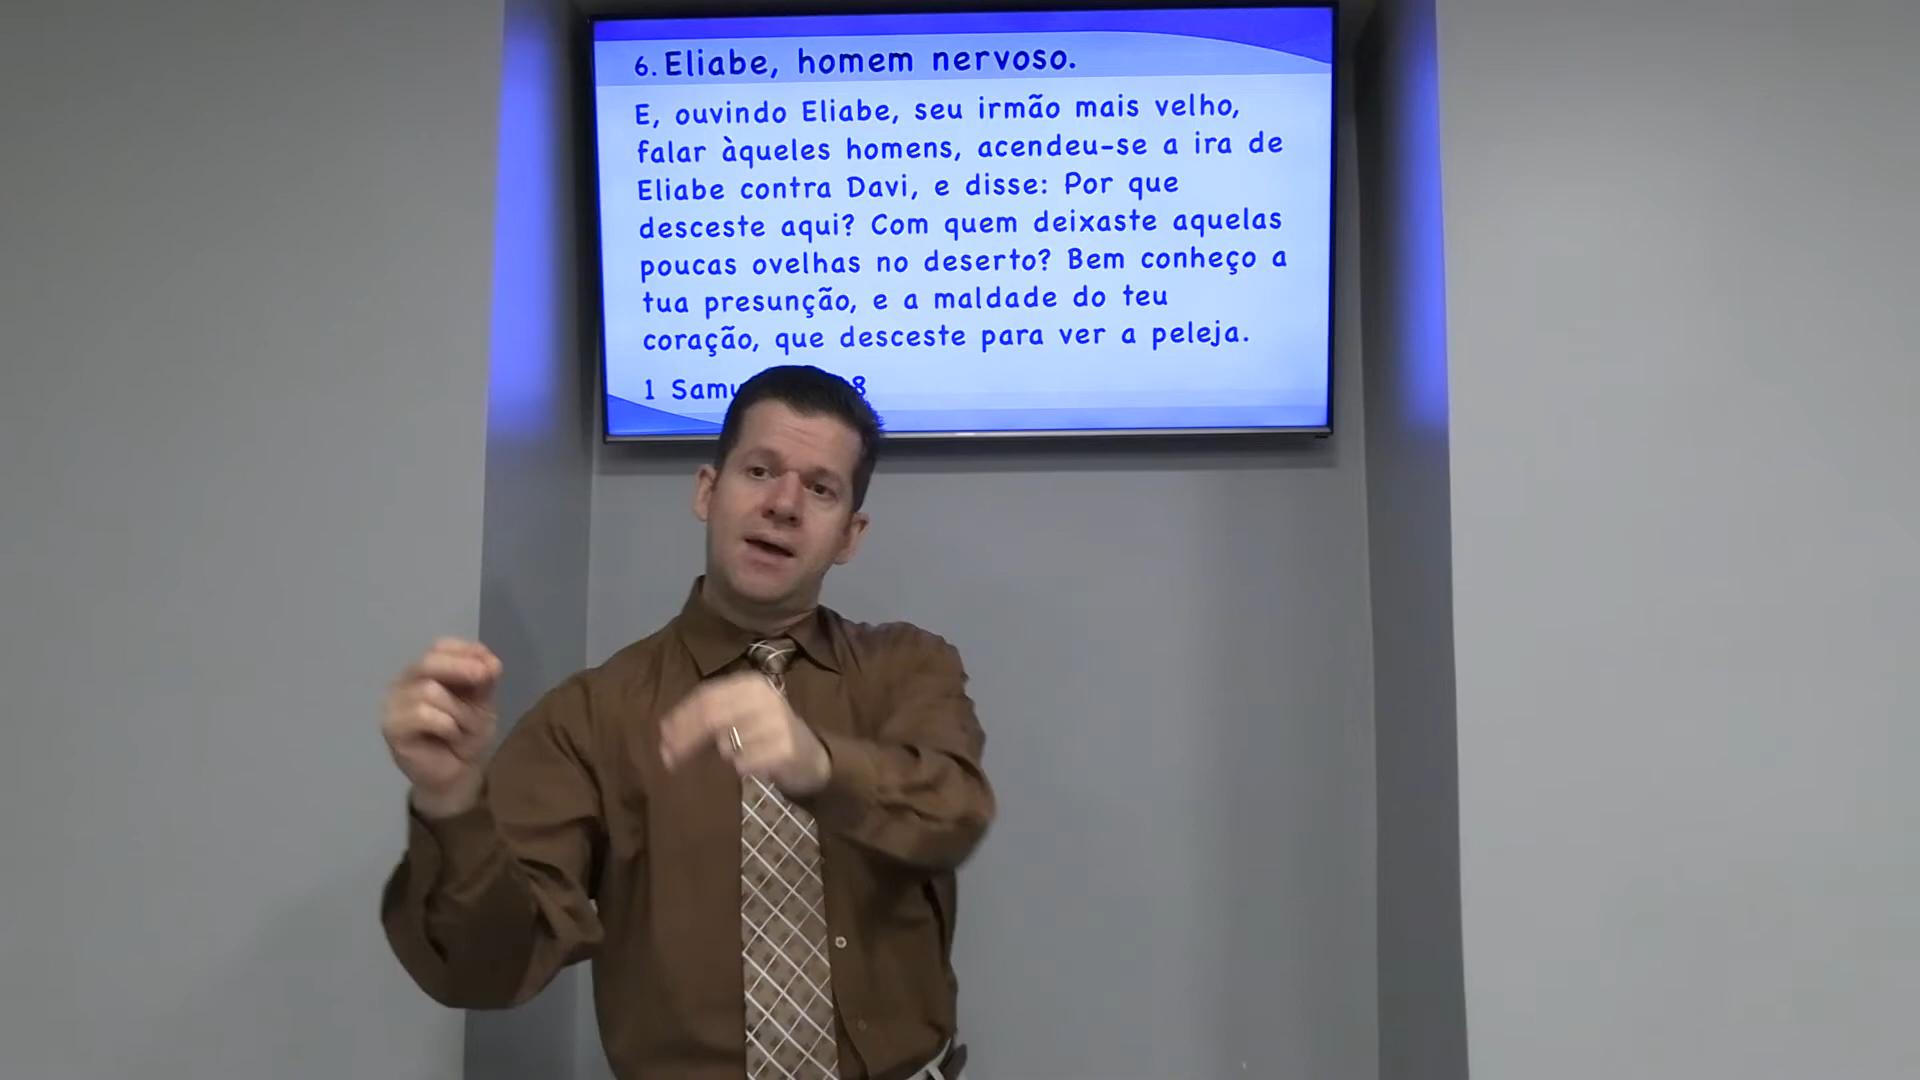 6. Eliabe, homem nervoso.
E, ouvindo Eliabe, seu irmão mais velho,
falar àqueles homens, acendeu-se a ira de
Eliabe contra Davi, e disse: Por que
desceste aqui? Com quem deixaste aquelas
poucas ovelhas no deserto? Bem conheço a
tua presunção, e a maldade do teu
coração, que desceste para ver a peleja.
1